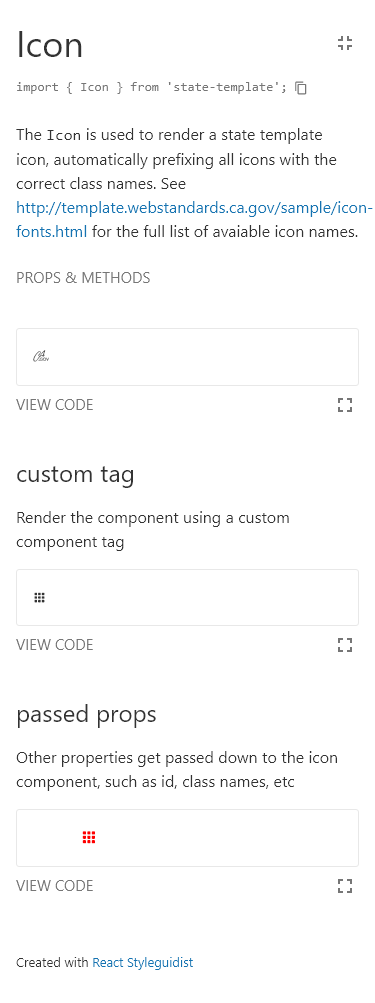 Icon
import { Icon } from 'state-template';
The Icon is used to render a state template
icon, automatically prefixing all icons with the
correct class names. See
http://template.webstandards.ca.gov/sample/icon-
fonts.html for the full list of avaiable icon names.
PROPS & METHODS
VIEW CODE
custom tag
Render the component using a custom
component tag
VIEW CODE
passed props
Other properties get passed down to the icon
component, such as id, class names, etc
VIEW CODE
Created with React Styleguidist